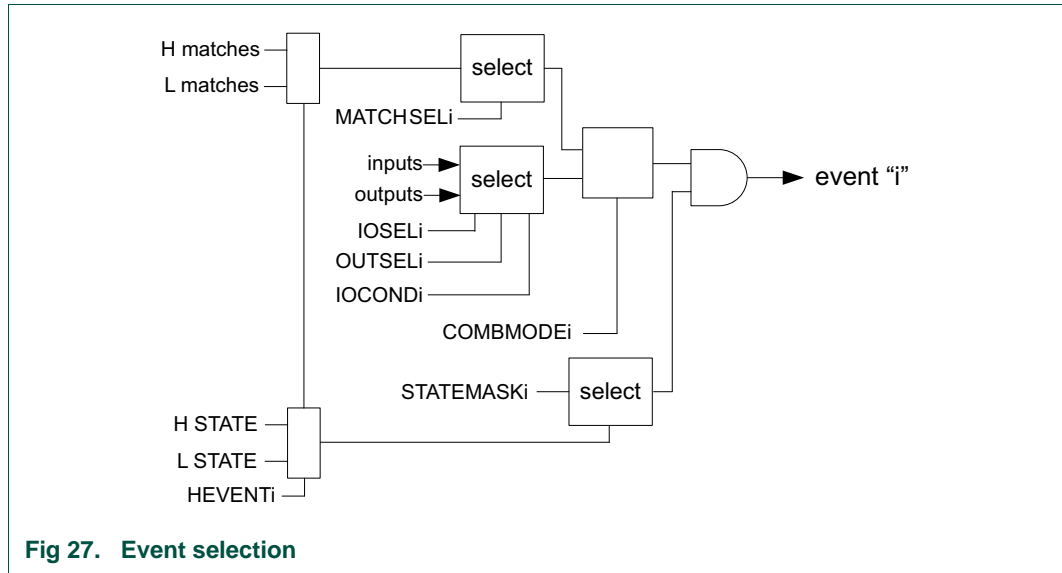 H matches
L matches
select
MATCHSELi
inputs
outputs
select
IOSELi
OUTSELi
IOCONDi
event “i”
COMBMODEi
STATEMASKi
select
H STATE
L STATE
HEVENTi
Fig 27. Event selection